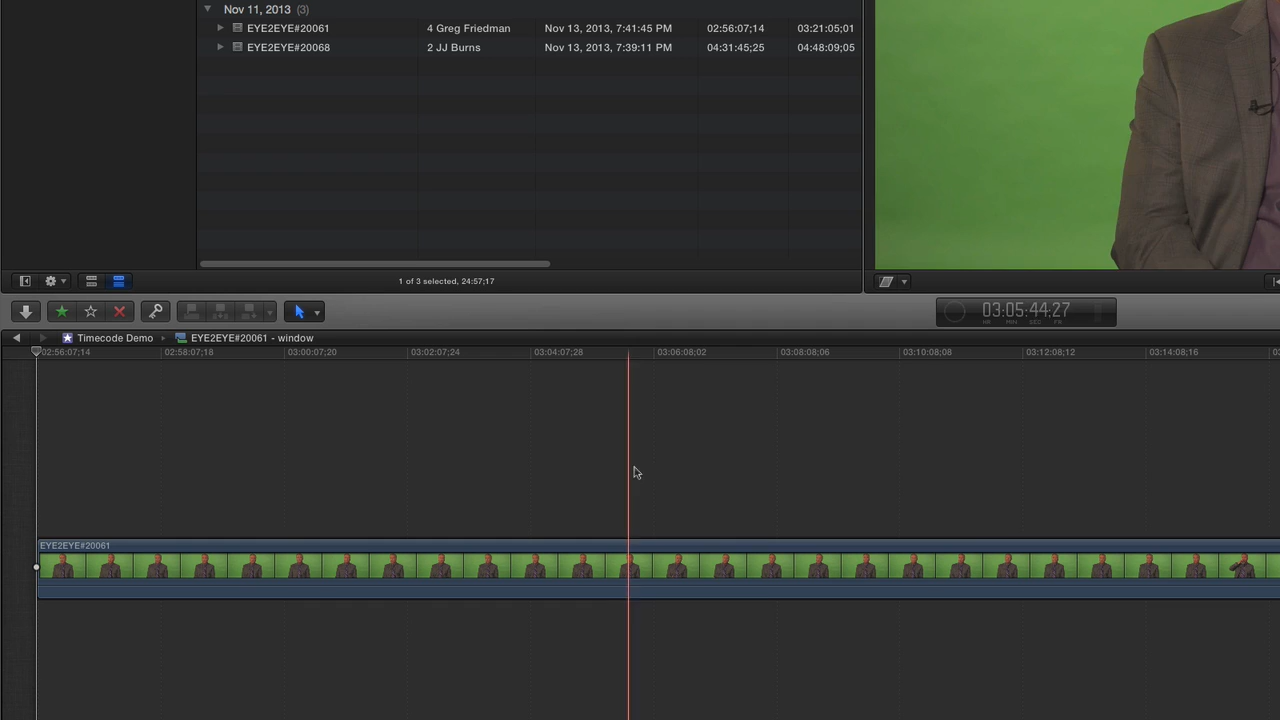 Nov 11, 2013 (3)
EYE2EYE#20061 4 Greg Friedman Nov 13, 2013, 7:41:45 PM 02:56:07;14 03:21:05;01
EYE2EYE#20068 2 JJ Burns Nov 13, 2013, 7:39:11 PM 04:31:45;25 04:48:09;05
1 of 3 selected, 24:57;17
03:05:44:27
HR MIN SEC FR
Timecode Demo EYE2EYE#20061 - window
02:56:07;14 02:58:07;18 03:00:07;20 03:02:07;24 03:04:07;28 03:06:08;02 03:08:08;06 03:10:08;08 03:12:08;12 03:14:08;16
EYE2EYE#20061